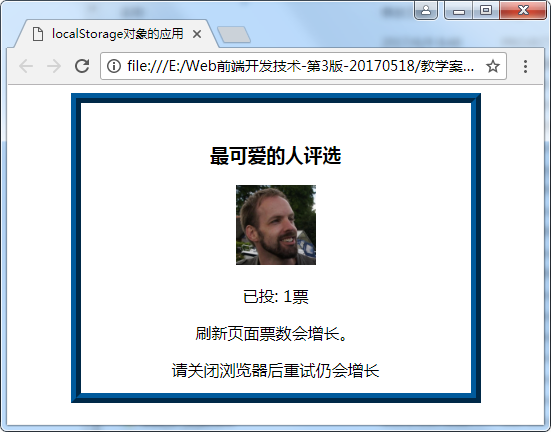 localStorage对象的应用
file:///E:/Web前端开发技术-第3版-20170518/教学案...
最可爱的人评选
已投: 1票
刷新页面票数会增长。
请关闭浏览器后重试仍会增长